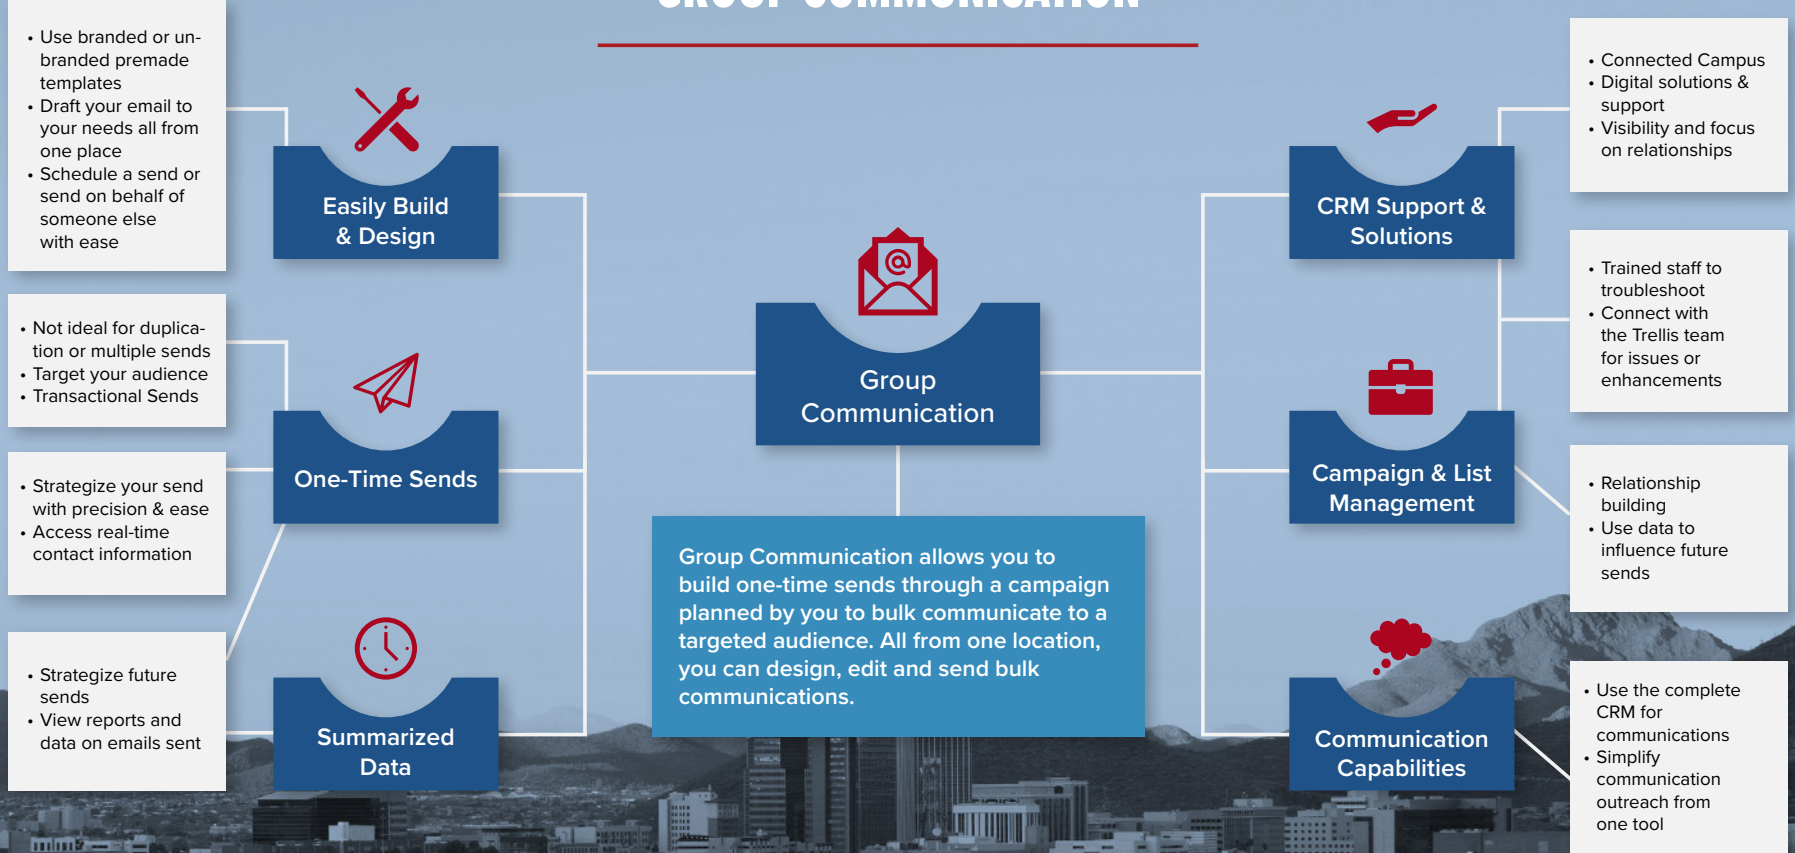 GROUP COMMUNICATION
• Use branded or un-
branded premade
templates
• Draft your email to
your needs all from
one place
• Schedule a send or
send on behalf of
someone else
with ease
Easily Build
& Design
• Not ideal for duplica-
tion or multiple sends
• Target your audience
• Transactional Sends
One-Time Sends
• Strategize your send
with precision & ease
• Access real-time
contact information
• Strategize future
sends
• View reports and
data on emails sent
Summarized
Data
@
Group
Communication
Group Communication allows you to
build one-time sends through a campaign
planned by you to bulk communicate to a
targeted audience. All from one location,
you can design, edit and send bulk
communications.
CRM Support &
Solutions
• Connected Campus
• Digital solutions &
support
• Visibility and focus
on relationships
• Trained staff to
troubleshoot
• Connect with
the Trellis team
for issues or
enhancements
Campaign & List
Management
• Relationship
building
• Use data to
influence future
sends
Communication
Capabilities
• Use the complete
CRM for
communications
• Simplify
communication
outreach from
one tool